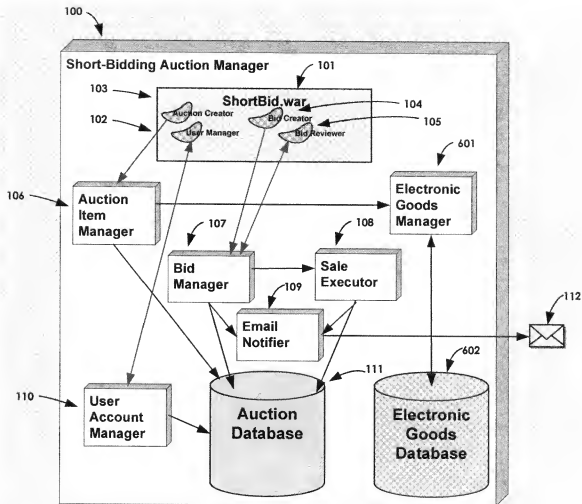 100
Short-Bidding Auction Manager
101
103
ShortBid.war
104
Auction Creator
Bid Creator
102
105
User Manager
Bid Reviewer
601
106
Auction
Item
Manager
Electronic
Goods
Manager
107
108
Bid
Manager
Sale
Executor
109
112
Email
Notifier
111
602
110
User
Account
Manager
Auction
Database
Electronic
Goods
Database